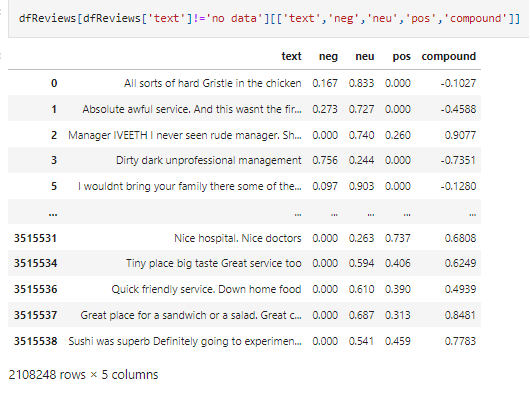 dfReviews[dfReviews['text']!='no data'][['text','neg','neu','pos','compound']]
text neg neu pos compound
0 All sorts of hard Gristle in the chicken 0.167 0.833 0.000 -0.1027
1 Absolute awful service. And this wasnt the fir... 0.273 0.727 0.000 -0.4588
2 Manager IVEETH I never seen rude manager. Sh... 0.000 0.740 0.260 0.9077
3 Dirty dark unprofessional management 0.756 0.244 0.000 -0.7351
5 I wouldnt bring your family there some of the... 0.097 0.903 0.000 -0.1280
... ... ... ... ... ...
3515531 Nice hospital. Nice doctors 0.000 0.263 0.737 0.6808
3515534 Tiny place big taste Great service too 0.000 0.594 0.406 0.6249
3515536 Quick friendly service. Down home food 0.000 0.610 0.390 0.4939
3515537 Great place for a sandwich or a salad. Great c... 0.000 0.687 0.313 0.8481
3515538 Sushi was superb Definitely going to experimen... 0.000 0.541 0.459 0.7783
2108248 rows × 5 columns